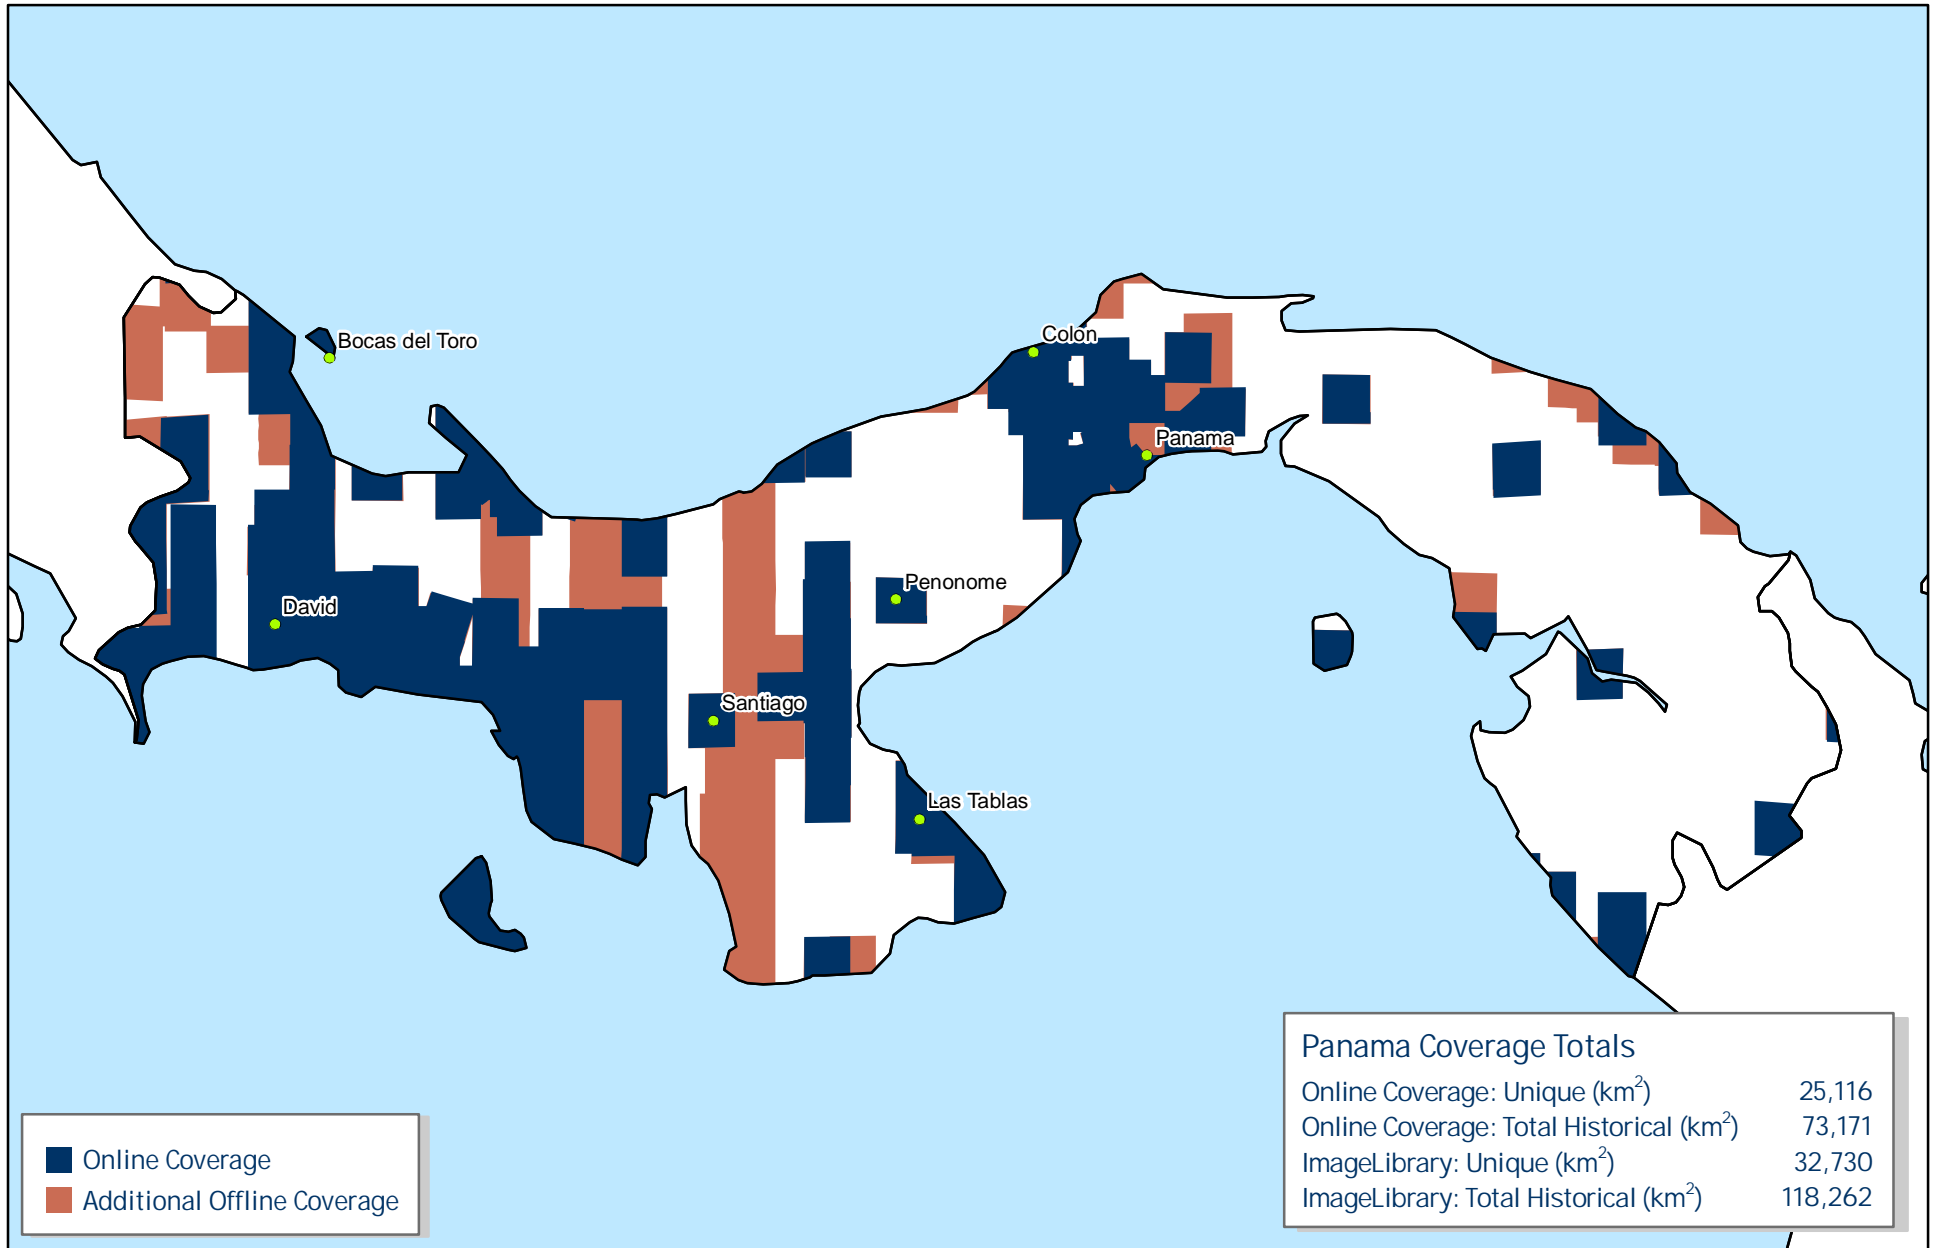 Bocas del Toro
Colon
Panama
Penonome
David
Santiago
Las Tablas
Online Coverage
Additional Offline Coverage
Panama Coverage Totals
Online Coverage: Unique (km²) 25,116
Online Coverage: Total Historical (km²) 73,171
ImageLibrary: Unique (km²) 32,730
ImageLibrary: Total Historical (km²) 118,262